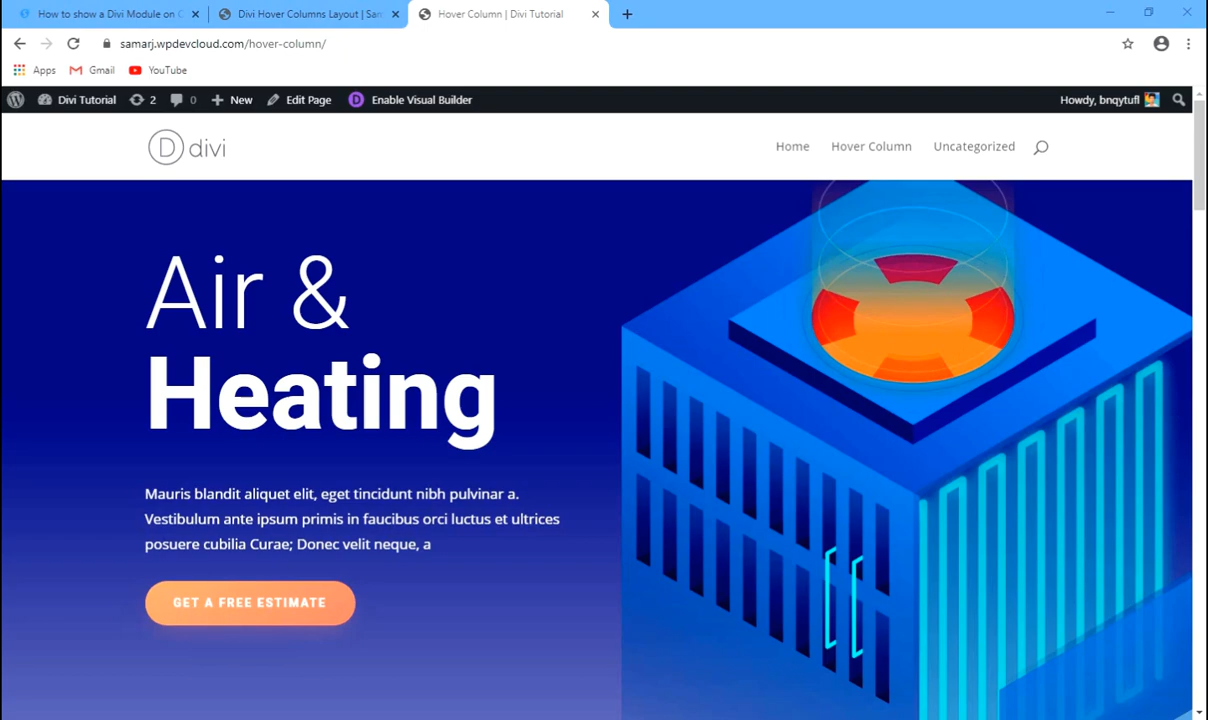 How to show a Divi Module on C
Divi Hover Columns Layout | Sam
Hover Column | Divi Tutorial
samarj.wpdevcloud.com/hover-column/
Apps
Gmail
YouTube
Divi Tutorial
2
0
New
Edit Page
Enable Visual Builder
Howdy, bnqytufl
D divi
Home
Hover Column
Uncategorized
Air &
Heating
Mauris blandit aliquet elit, eget tincidunt nibh pulvinar a.
Vestibulum ante ipsum primis in faucibus orci luctus et ultrices
posuere cubilia Curae; Donec velit neque, a
GET A FREE ESTIMATE